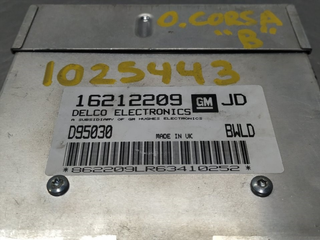 O. CORSA
"B"
1025443
16212209 GM JD
DELCO ELECTRONICS
A SUBSIDIARY OF GM HUGHES ELECTRONICS
D95030 MADE IN UK BWLD
*862209LR63410252*